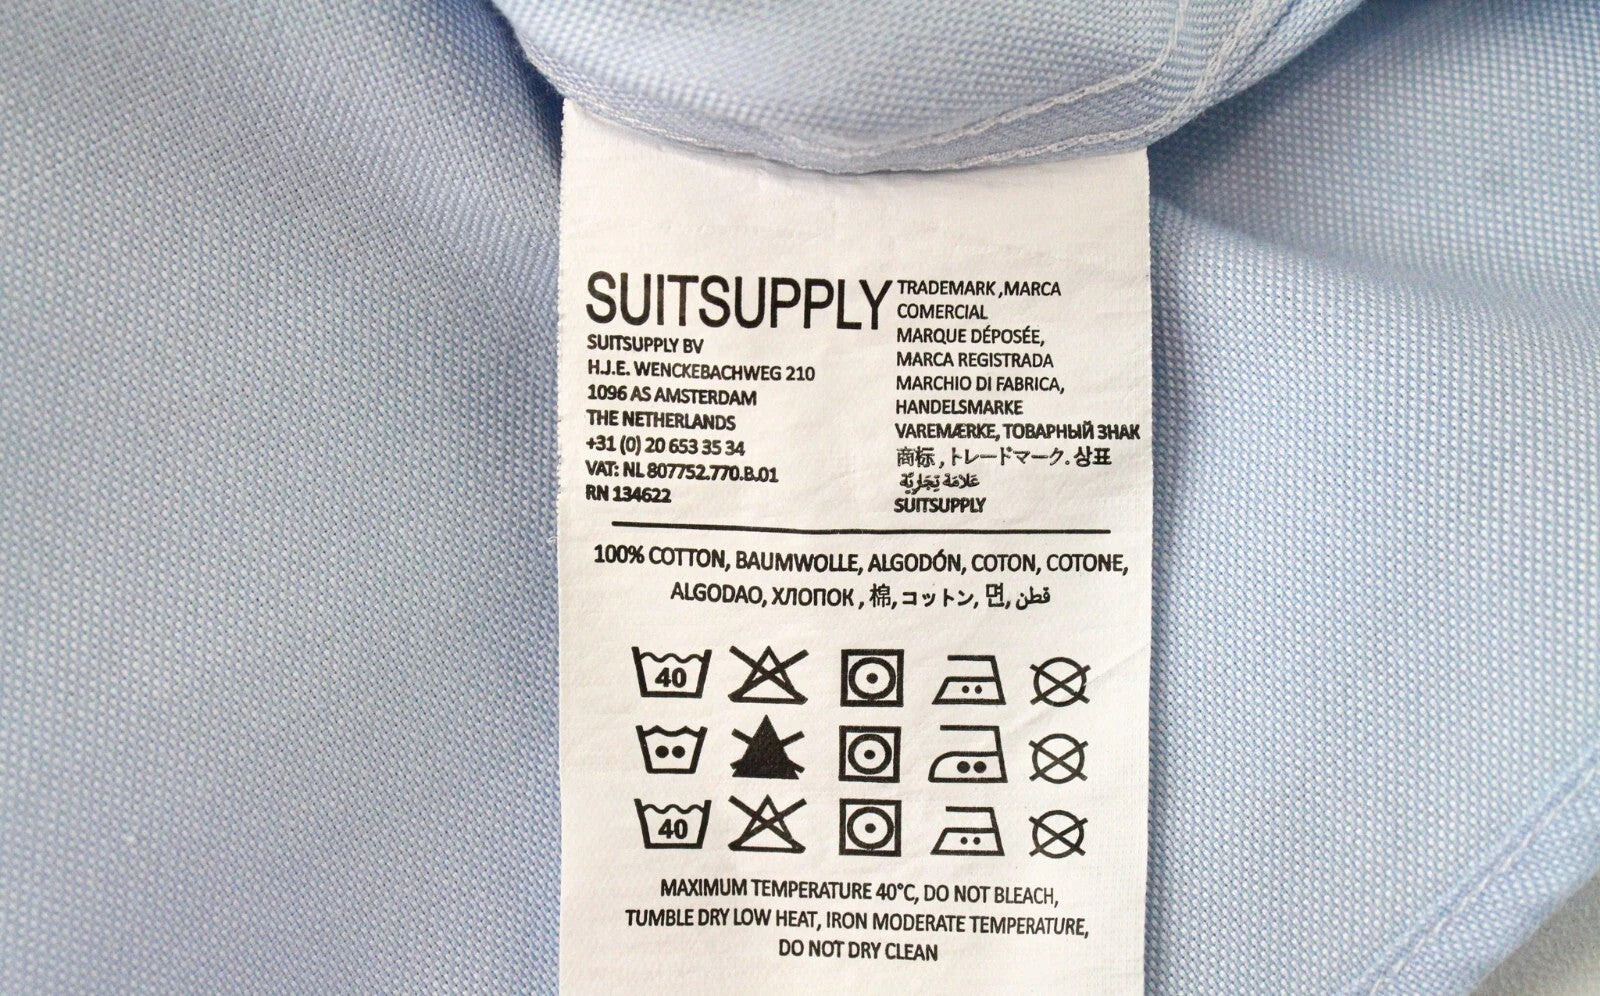 SUITSUPPLY
SUITSUPPLY BV
H.J.E. WENCKEBACHWEG 210
1096 AS AMSTERDAM
THE NETHERLANDS
+31 (0) 20 653 35 34
VAT: NL 807752.770.B.01
RN 134622
TRADEMARK ,MARCA
COMERCIAL
MARQUE DÉPOSÉE,
MARCA REGISTRADA
MARCHIO DI FABRICA,
HANDELSMARKE
VAREMÆRKE, ТОВАРНЫЙ ЗНАК
商标 , トレードマーク. 상표
عَلامَة تِجَارِيَّة
SUITSUPPLY
100% COTTON, BAUMWOLLE, ALGODÓN, COTON, COTONE,
ALGODAO, ХЛОПОК , 棉, コットン, 면, قطن
40
40
MAXIMUM TEMPERATURE 40°C, DO NOT BLEACH,
TUMBLE DRY LOW HEAT, IRON MODERATE TEMPERATURE,
DO NOT DRY CLEAN